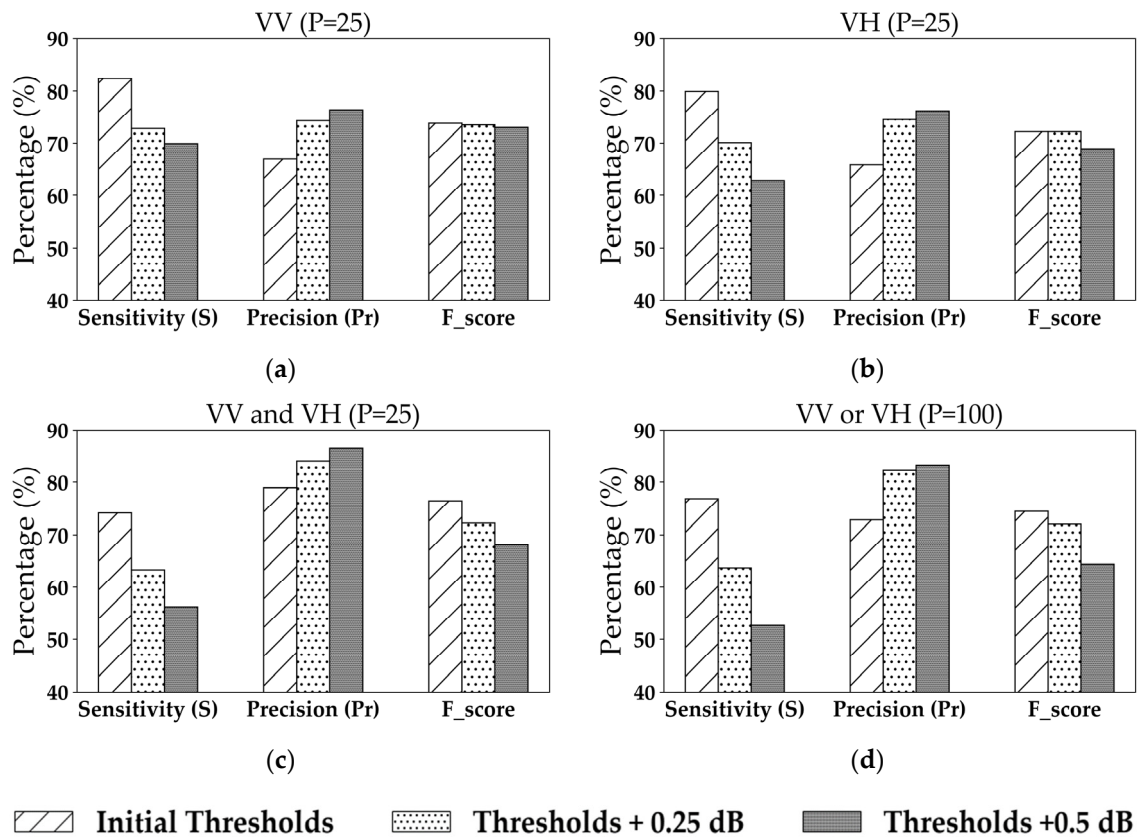 VV (P=25)
Percentage (%)
90
80
70
60
50
40
Sensitivity (S) Precision (Pr) F_score
(a)
VH (P=25)
Percentage (%)
90
80
70
60
50
40
Sensitivity (S) Precision (Pr) F_score
(b)
VV and VH (P=25)
Percentage (%)
90
80
70
60
50
40
Sensitivity (S) Precision (Pr) F_score
(c)
VV or VH (P=100)
Percentage (%)
90
80
70
60
50
40
Sensitivity (S) Precision (Pr) F_score
(d)
Initial Thresholds Thresholds + 0.25 dB Thresholds +0.5 dB